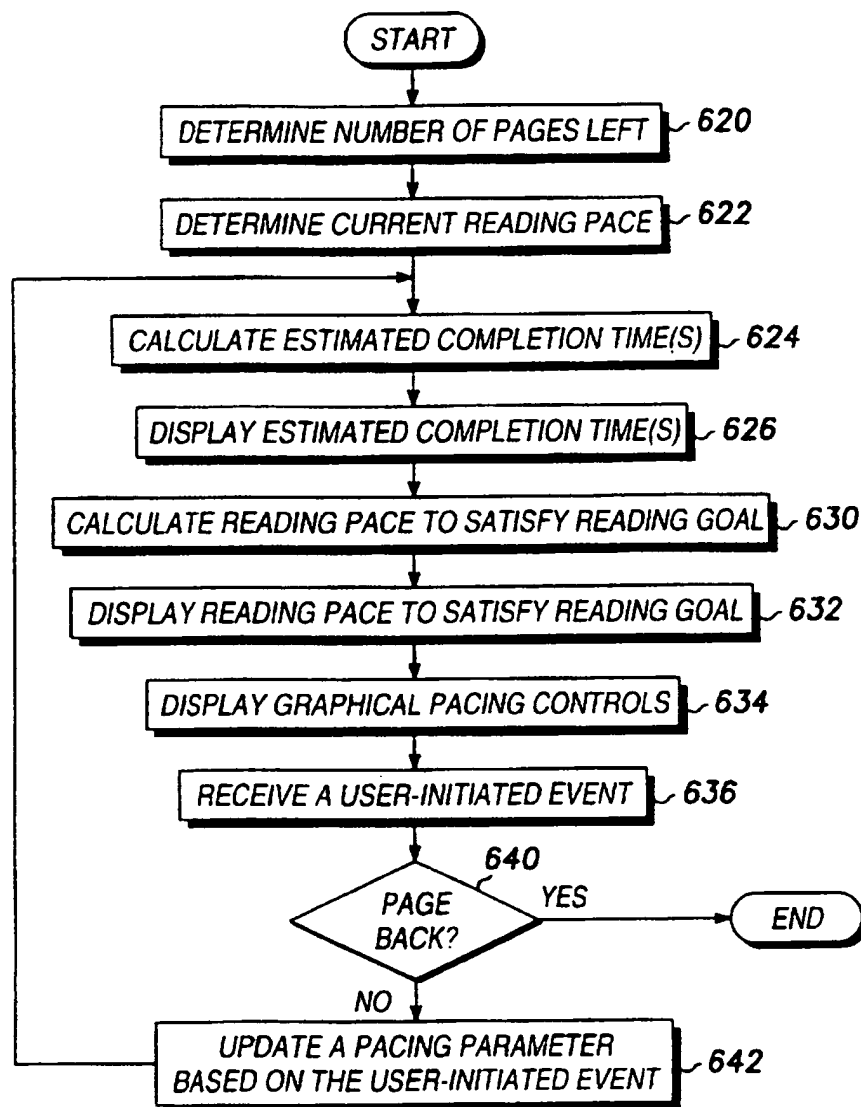 START
DETERMINE NUMBER OF PAGES LEFT 620
DETERMINE CURRENT READING PACE 622
CALCULATE ESTIMATED COMPLETION TIME(S) 624
DISPLAY ESTIMATED COMPLETION TIME(S) 626
CALCULATE READING PACE TO SATISFY READING GOAL 630
DISPLAY READING PACE TO SATISFY READING GOAL 632
DISPLAY GRAPHICAL PACING CONTROLS 634
RECEIVE A USER-INITIATED EVENT 636
640
PAGE
BACK?
YES
END
NO
UPDATE A PACING PARAMETER
BASED ON THE USER-INITIATED EVENT 642